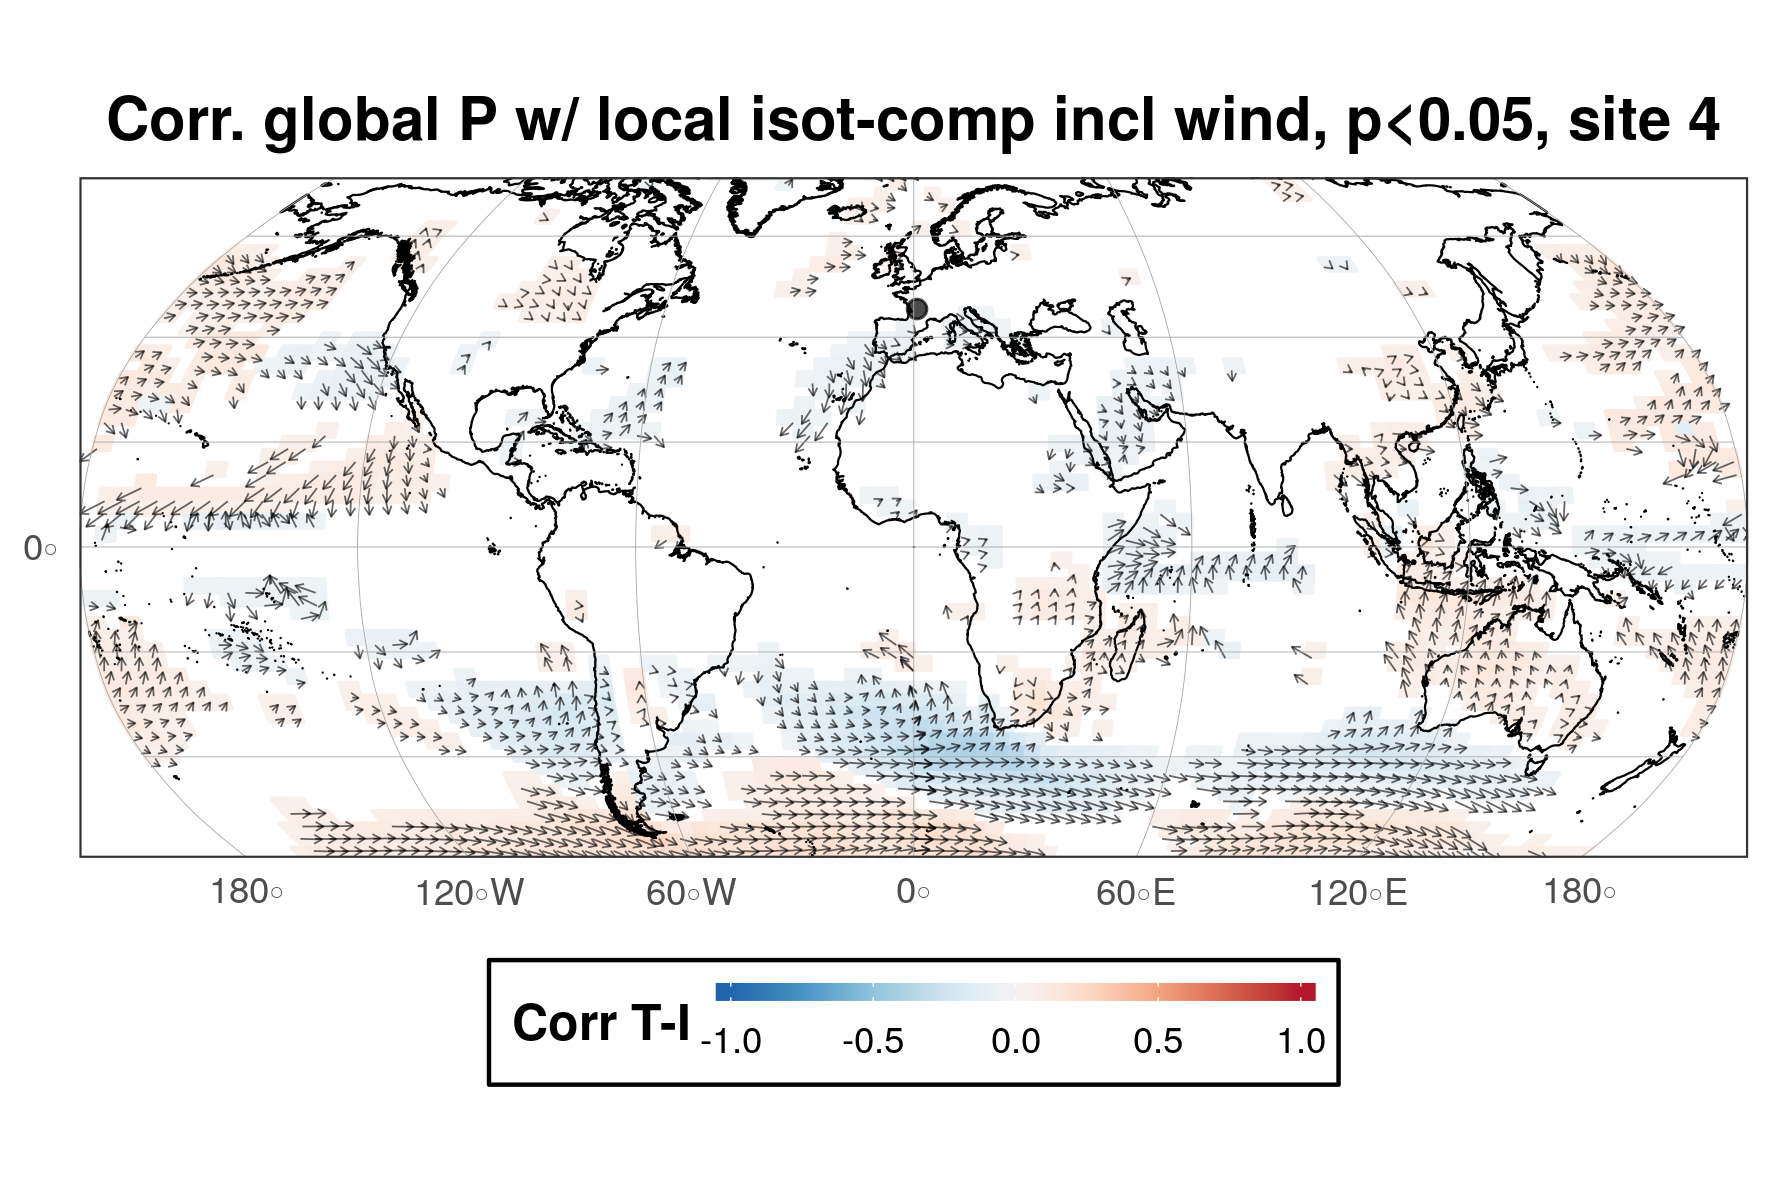 Corr. global P w/ local isot-comp incl wind, p<0.05, site 4
0°
180° 120°W 60°W 0° 60°E 120°E 180°
Corr T-I
-1.0 -0.5 0.0 0.5 1.0